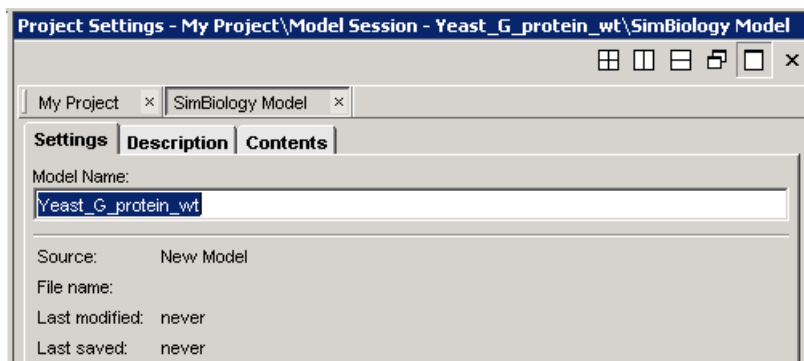 Project Settings - My Project\Model Session - Yeast_G_protein_wt\SimBiology Model
My Project SimBiology Model
Settings Description Contents
Model Name:
Yeast_G_protein_wt
Source: New Model
File name:
Last modified: never
Last saved: never